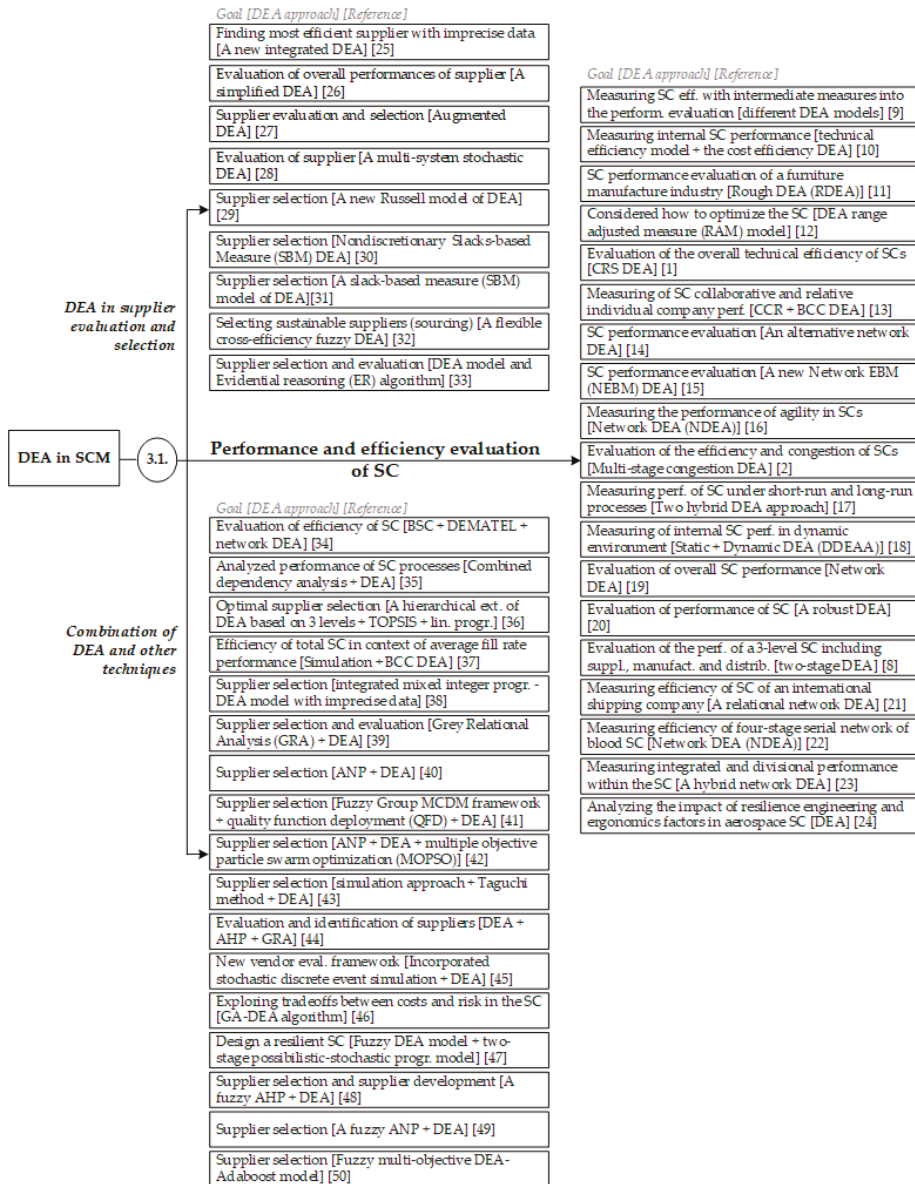 Goal [DEA approach] [Reference]
Finding most efficient supplier with imprecise data
[A new integrated DEA] [25]
Evaluation of overall performances of supplier [A
simplified DEA] [26]
Supplier evaluation and selection [Augmented
DEA] [27]
Evaluation of supplier [A multi-system stochastic
DEA] [28]
Supplier selection [A new Russell model of DEA]
[29]
Supplier selection [Nondiscretionary Slacks-based
Measure (SBM) DEA] [30]
Supplier selection [A slack-based measure (SBM)
model of DEA][31]
Selecting sustainable suppliers (sourcing) [A flexible
cross-efficiency fuzzy DEA] [32]
Supplier selection and evaluation [DEA model and
Evidential reasoning (ER) algorithm] [33]
DEA in supplier
evaluation and
selection
DEA in SCM
3.1.
Performance and efficiency evaluation
of SC
Goal [DEA approach] [Reference]
Measuring SC eff. with intermediate measures into
the perform. evaluation [different DEA models] [9]
Measuring internal SC performance [technical
efficiency model + the cost efficiency DEA] [10]
SC performance evaluation of a furniture
manufacture industry [Rough DEA (RDEA)] [11]
Considered how to optimize the SC [DEA range
adjusted measure (RAM) model] [12]
Evaluation of the overall technical efficiency of SCs
[CRS DEA] [1]
Measuring of SC collaborative and relative
individual company perf. [CCR + BCC DEA] [13]
SC performance evaluation [An alternative network
DEA] [14]
SC performance evaluation [A new Network EBM
(NEBM) DEA] [15]
Measuring the performance of agility in SCs
[Network DEA (NDEA)] [16]
Evaluation of the efficiency and congestion of SCs
[Multi-stage congestion DEA] [2]
Measuring perf. of SC under short-run and long-run
processes [Two hybrid DEA approach] [17]
Measuring of internal SC perf. in dynamic
environment [Static + Dynamic DEA (DDEAA)] [18]
Evaluation of overall SC performance [Network
DEA] [19]
Evaluation of performance of SC [A robust DEA]
[20]
Evaluation of the perf. of a 3-level SC including
suppl., manufact. and distrib. [two-stage DEA] [8]
Measuring efficiency of SC of an international
shipping company [A relational network DEA] [21]
Measuring efficiency of four-stage serial network of
blood SC [Network DEA (NDEA)] [22]
Measuring integrated and divisional performance
within the SC [A hybrid network DEA] [23]
Analyzing the impact of resilience engineering and
ergonomics factors in aerospace SC [DEA] [24]
Combination of
DEA and other
techniques
Goal [DEA approach] [Reference]
Evaluation of efficiency of SC [BSC + DEMATEL +
network DEA] [34]
Analyzed performance of SC processes [Combined
dependency analysis + DEA] [35]
Optimal supplier selection [A hierarchical ext. of
DEA based on 3 levels + TOPSIS + lin. progr.] [36]
Efficiency of total SC in context of average fill rate
performance [Simulation + BCC DEA] [37]
Supplier selection [integrated mixed integer progr. -
DEA model with imprecise data] [38]
Supplier selection and evaluation [Grey Relational
Analysis (GRA) + DEA] [39]
Supplier selection [ANP + DEA] [40]
Supplier selection [Fuzzy Group MCDM framework
+ quality function deployment (QFD) + DEA] [41]
Supplier selection [ANP + DEA + multiple objective
particle swarm optimization (MOPSO)] [42]
Supplier selection [simulation approach + Taguchi
method + DEA] [43]
Evaluation and identification of suppliers [DEA +
AHP + GRA] [44]
New vendor eval. framework [Incorporated
stochastic discrete event simulation + DEA] [45]
Exploring tradeoffs between costs and risk in the SC
[GA-DEA algorithm] [46]
Design a resilient SC [Fuzzy DEA model + two-
stage possibilistic-stochastic progr. model] [47]
Supplier selection and supplier development [A
fuzzy AHP + DEA] [48]
Supplier selection [A fuzzy ANP + DEA] [49]
Supplier selection [Fuzzy multi-objective DEA-
Adaboost model] [50]